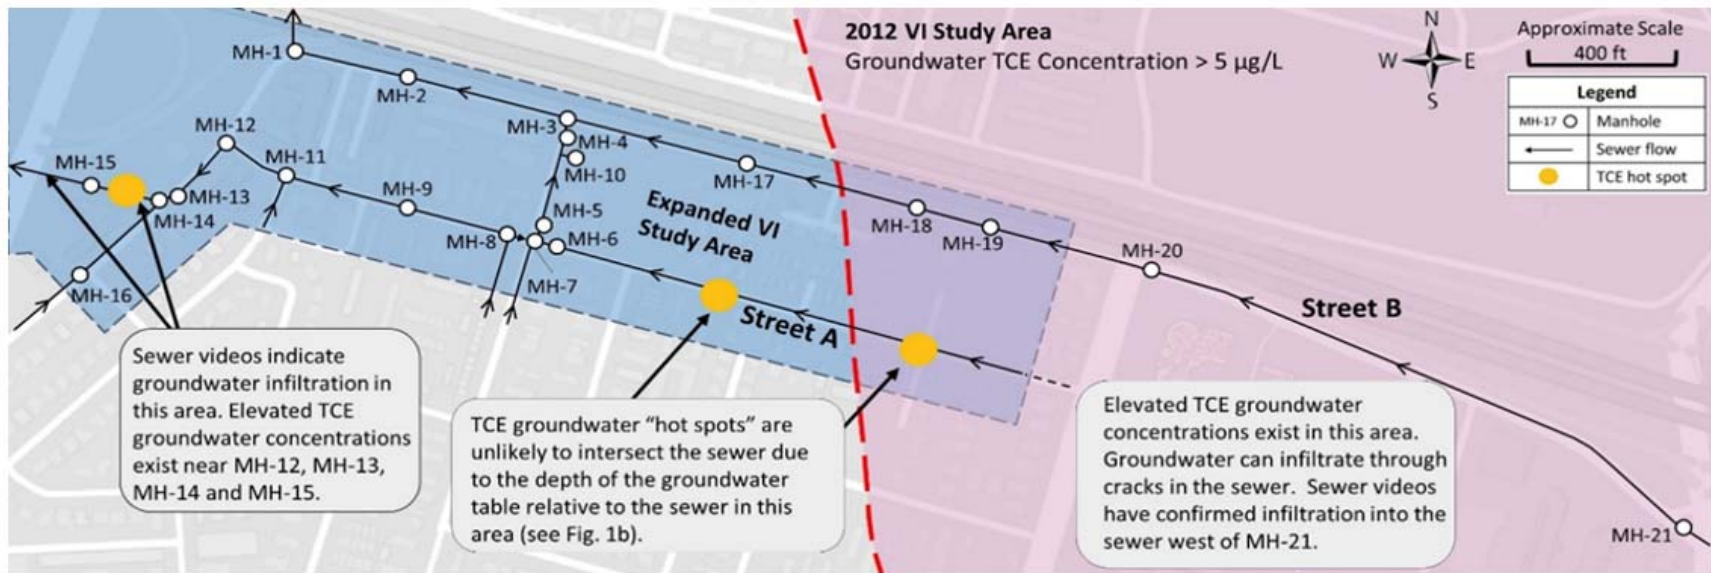 2012 VI Study Area
Groundwater TCE Concentration > 5 µg/L
N
W
E
S
Approximate Scale
400 ft
Legend
MH-17
Manhole
Sewer flow
TCE hot spot
MH-1
MH-2
MH-3
MH-4
MH-10
MH-17
MH-12
MH-11
MH-15
MH-13
MH-14
MH-9
MH-5
MH-8
MH-6
MH-7
MH-16
MH-18
MH-19
MH-20
MH-21
Expanded VI
Study Area
Street A
Street B
Sewer videos indicate
groundwater infiltration in
this area. Elevated TCE
groundwater concentrations
exist near MH-12, MH-13,
MH-14 and MH-15.
TCE groundwater “hot spots” are
unlikely to intersect the sewer due
to the depth of the groundwater
table relative to the sewer in this
area (see Fig. 1b).
Elevated TCE groundwater
concentrations exist in this area.
Groundwater can infiltrate through
cracks in the sewer. Sewer videos
have confirmed infiltration into the
sewer west of MH-21.